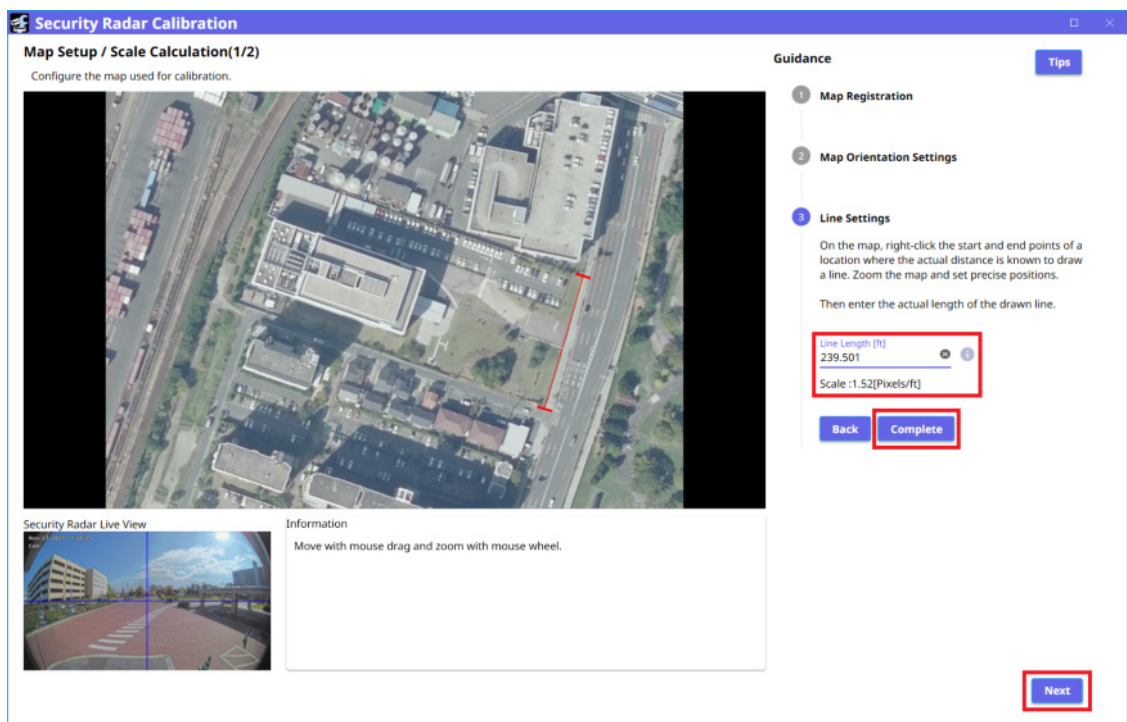 Security Radar Calibration
Map Setup / Scale Calculation(1/2)
Configure the map used for calibration.
Guidance
Tips
1
Map Registration
2
Map Orientation Settings
3
Line Settings
On the map, right-click the start and end points of a
location where the actual distance is known to draw
a line. Zoom the map and set precise positions.
Then enter the actual length of the drawn line.
Line Length [ft]
239.501
Scale :1.52[Pixels/ft]
Back
Complete
Security Radar Live View
Information
Move with mouse drag and zoom with mouse wheel.
Next